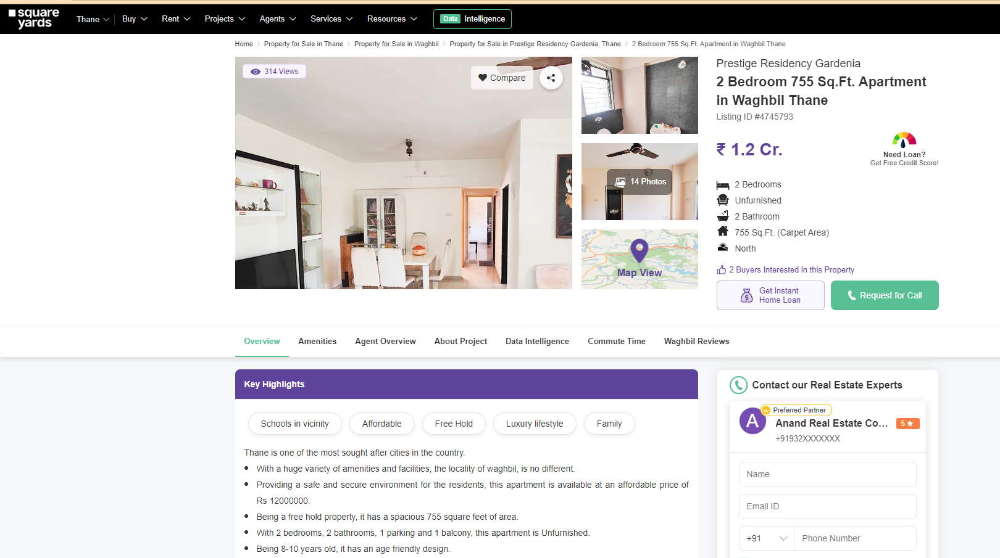 square
yards
Thane
Buy
Rent
Projects
Agents
Services
Resources
Data Intelligence
Home
Property for Sale in Thane
Property for Sale in Waghbil
Property for Sale in Prestige Residency Gardenia, Thane
2 Bedroom 755 Sq.Ft. Apartment in Waghbil Thane
314 Views
Compare
14 Photos
Map View
Prestige Residency Gardenia
2 Bedroom 755 Sq.Ft. Apartment
in Waghbil Thane
Listing ID #4745793
₹ 1.2 Cr.
Need Loan?
Get Free Credit Score!
2 Bedrooms
Unfurnished
2 Bathroom
755 Sq.Ft. (Carpet Area)
North
2 Buyers Interested in this Property
Get Instant
Home Loan
Request for Call
Overview
Amenities
Agent Overview
About Project
Data Intelligence
Commute Time
Waghbil Reviews
Key Highlights
Schools in vicinity
Affordable
Free Hold
Luxury lifestyle
Family
Thane is one of the most sought after cities in the country.
With a huge variety of amenities and facilities, the locality of waghbil, is no different.
Providing a safe and secure environment for the residents, this apartment is available at an affordable price of
Rs 12000000.
Being a free hold property, it has a spacious 755 square feet of area.
With 2 bedrooms, 2 bathrooms, 1 parking and 1 balcony, this apartment is Unfurnished.
Being 8-10 years old, it has an age friendly design.
Contact our Real Estate Experts
A
Preferred Partner
Anand Real Estate Co...
5
+91932XXXXXXX
Name
Email ID
+91
Phone Number